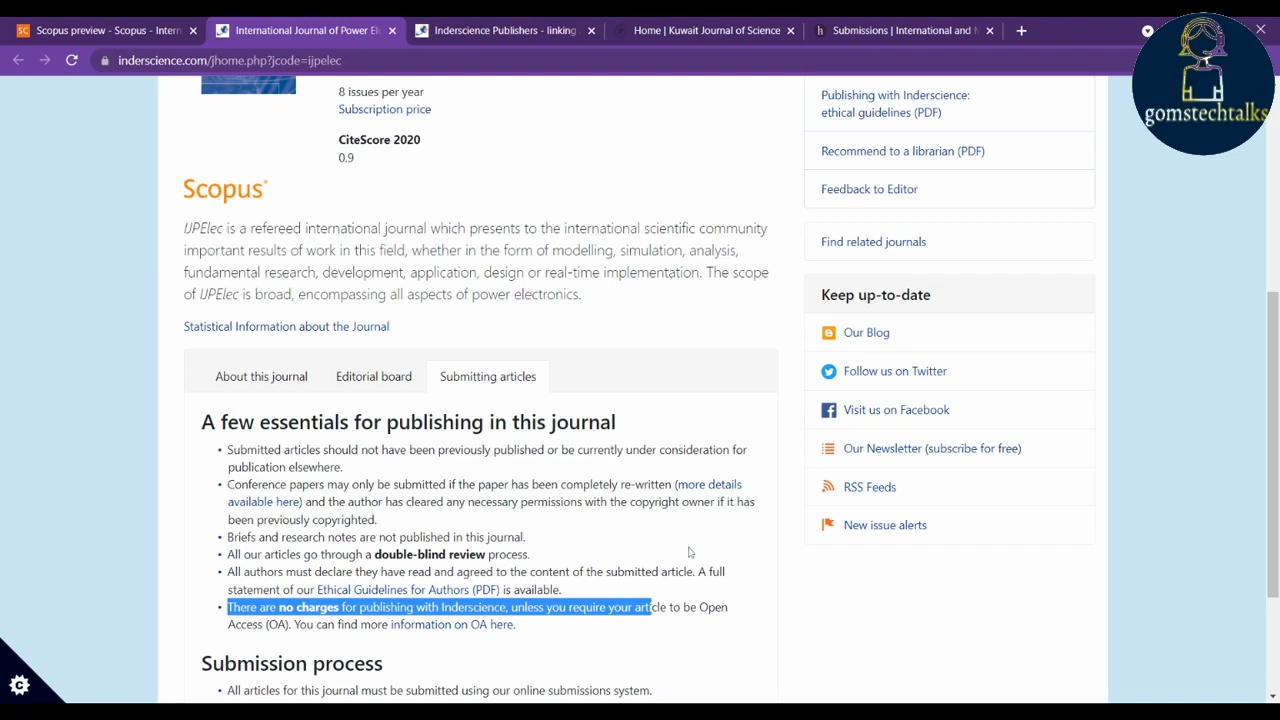 Scopus preview - Scopus - Intern
International Journal of Power El
Inderscience Publishers - linking
Home | Kuwait Journal of Science
Submissions | International and
inderscience.com/jhome.php?jcode=ijpelec
gomstechtalks
8 issues per year
Subscription price
CiteScore 2020
0.9
Scopus®
IJPElec is a refereed international journal which presents to the international scientific community
important results of work in this field, whether in the form of modelling, simulation, analysis,
fundamental research, development, application, design or real-time implementation. The scope
of IJPElec is broad, encompassing all aspects of power electronics.
Statistical Information about the Journal
About this journal
Editorial board
Submitting articles
A few essentials for publishing in this journal
• Submitted articles should not have been previously published or be currently under consideration for
publication elsewhere.
• Conference papers may only be submitted if the paper has been completely re-written (more details
available here) and the author has cleared any necessary permissions with the copyright owner if it has
been previously copyrighted.
• Briefs and research notes are not published in this journal.
• All our articles go through a double-blind review process.
• All authors must declare they have read and agreed to the content of the submitted article. A full
statement of our Ethical Guidelines for Authors (PDF) is available.
• There are no charges for publishing with Inderscience, unless you require your article to be Open
Access (OA). You can find more information on OA here.
Submission process
• All articles for this journal must be submitted using our online submissions system.
Publishing with Inderscience:
ethical guidelines (PDF)
Recommend to a librarian (PDF)
Feedback to Editor
Find related journals
Keep up-to-date
Our Blog
Follow us on Twitter
Visit us on Facebook
Our Newsletter (subscribe for free)
RSS Feeds
New issue alerts